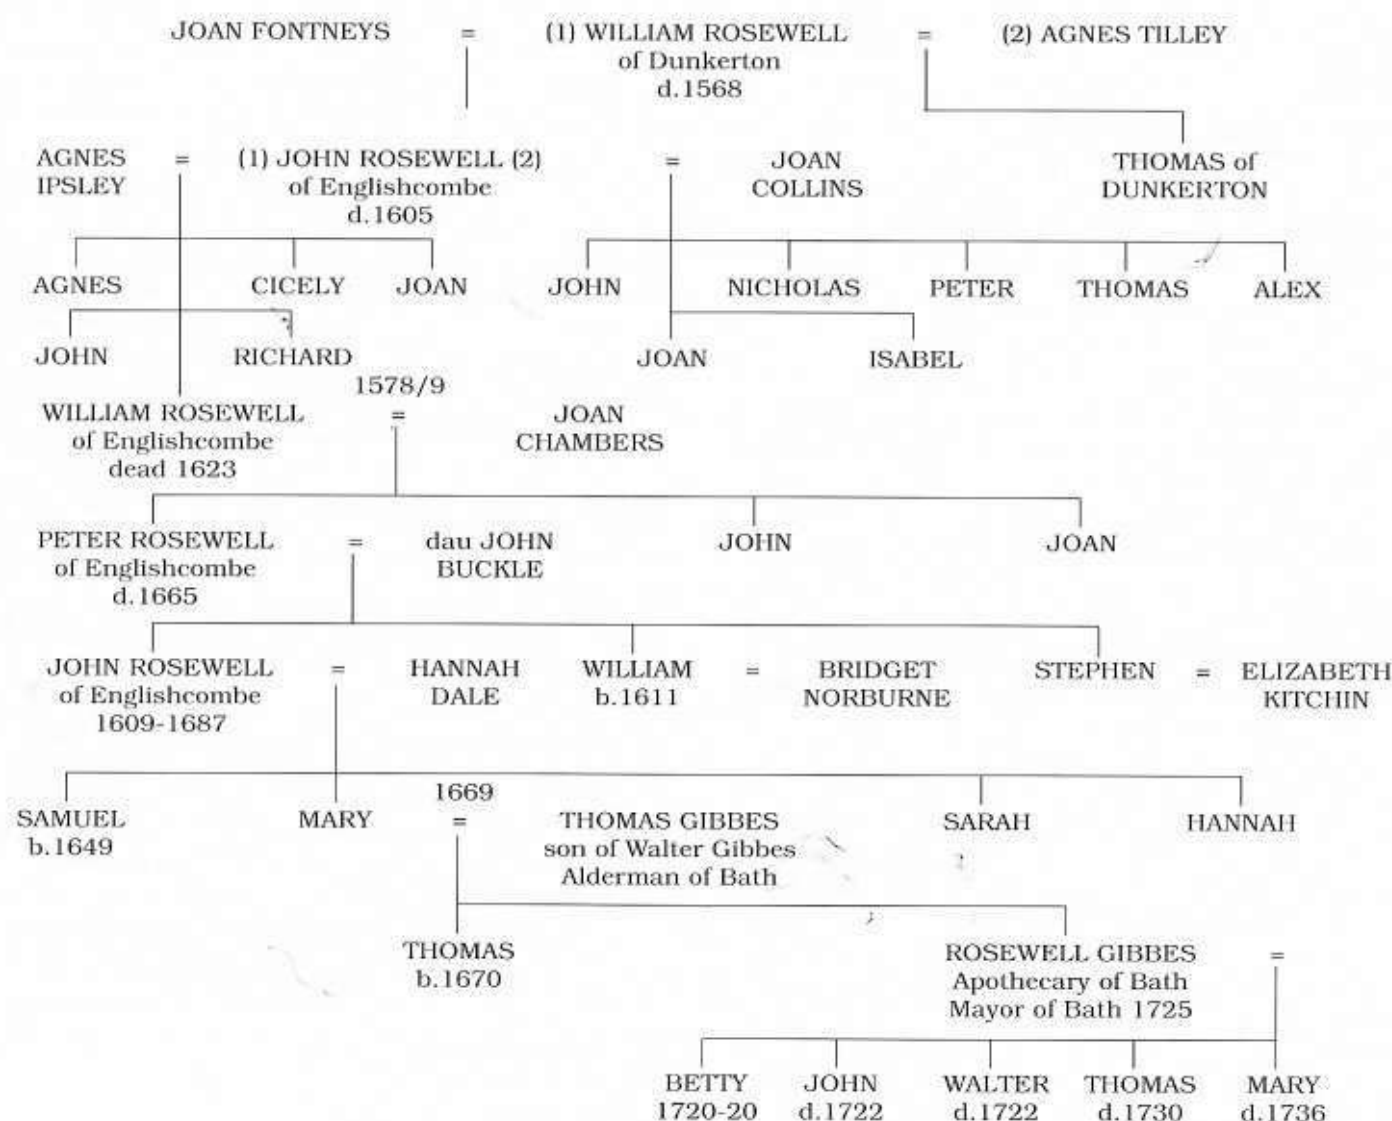 JOAN FONTNEYS = (1) WILLIAM ROSEWELL = (2) AGNES TILLEY
of Dunkerton
d.1568
AGNES = (1) JOHN ROSEWELL (2) = JOAN THOMAS of
IPSLEY of Englishcombe COLLINS DUNKERTON
d.1605
AGNES CICELY JOAN JOHN NICHOLAS PETER THOMAS ALEX
JOHN RICHARD JOAN ISABEL
1578/9
WILLIAM ROSEWELL = JOAN
of Englishcombe CHAMBERS
dead 1623
PETER ROSEWELL = dau JOHN JOHN JOAN
of Englishcombe BUCKLE
d.1665
JOHN ROSEWELL = HANNAH WILLIAM = BRIDGET STEPHEN = ELIZABETH
of Englishcombe DALE b.1611 NORBURNE KITCHIN
1609-1687
1669
SAMUEL MARY = THOMAS GIBBES SARAH HANNAH
b.1649 son of Walter Gibbes
Alderman of Bath
THOMAS ROSEWELL GIBBES =
b.1670 Apothecary of Bath
Mayor of Bath 1725
BETTY JOHN WALTER THOMAS MARY
1720-20 d.1722 d.1722 d.1730 d.1736